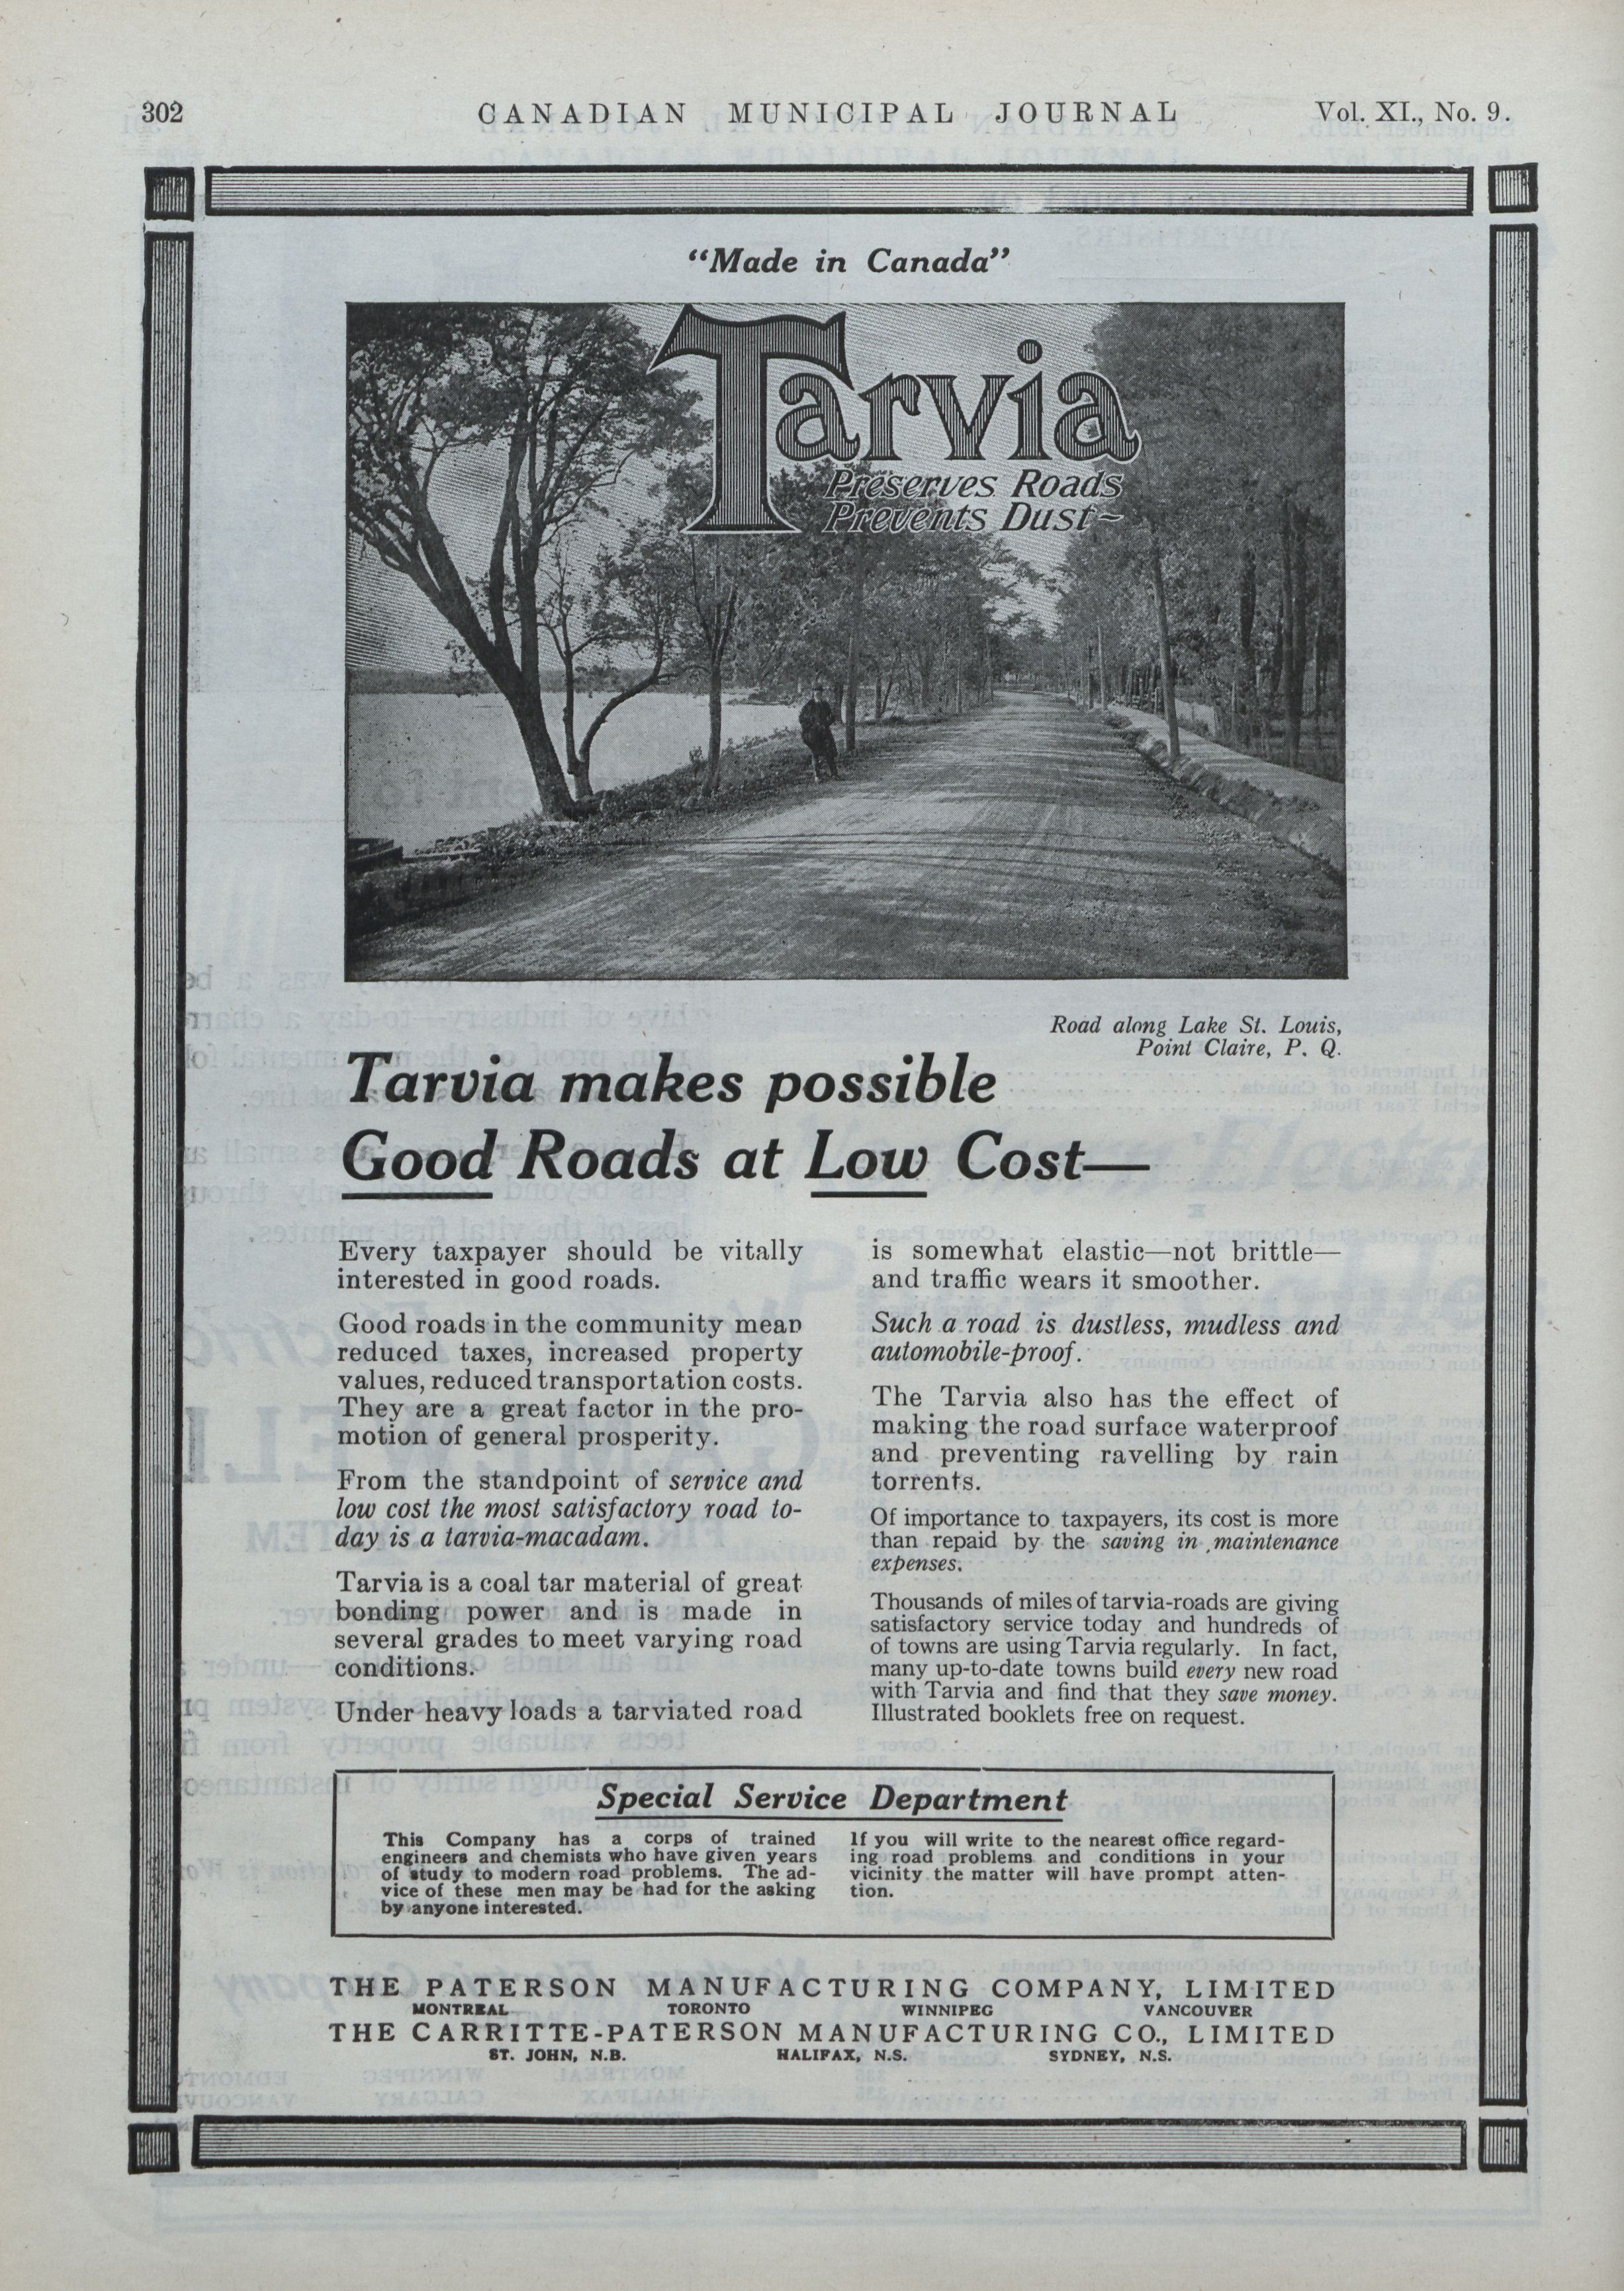 302
CANADIAN MUNICIPAL JOURNAL
Vol. XI., No. 9.
“Made in Canada”
Tarvia
Preserves Roads
Prevents Dust~
Road along Lake St. Louis,
Point Claire, P. Q.
Tarvia makes possible
Good Roads at Low Cost—
Every taxpayer should be vitally
interested in good roads.
Good roads in the community mean
reduced taxes, increased property
values, reduced transportation costs.
They are a great factor in the pro-
motion of general prosperity.
From the standpoint of service and
low cost the most satisfactory road to-
day is a tarvia-macadam.
Tarvia is a coal tar material of great
bonding power and is made in
several grades to meet varying road
conditions.
Under heavy loads a tarviated road
is somewhat elastic—not brittle—
and traffic wears it smoother.
Such a road is dustless, mudless and
automobile-proof.
The Tarvia also has the effect of
making the road surface waterproof
and preventing ravelling by rain
torrents.
Of importance to taxpayers, its cost is more
than repaid by the saving in maintenance
expenses.
Thousands of miles of tarvia-roads are giving
satisfactory service today and hundreds of
of towns are using Tarvia regularly. In fact,
many up-to-date towns build every new road
with Tarvia and find that they save money.
Illustrated booklets free on request.
Special Service Department
This Company has a corps of trained
engineers and chemists who have given years
of study to modern road problems. The ad-
vice of these men may be had for the asking
by anyone interested.
If you will write to the nearest office regard-
ing road problems and conditions in your
vicinity the matter will have prompt atten-
tion.
THE PATERSON MANUFACTURING COMPANY, LIMITED
MONTREAL TORONTO WINNIPEG VANCOUVER
THE CARRITTE-PATERSON MANUFACTURING CO., LIMITED
ST. JOHN, N.B. HALIFAX, N.S. SYDNEY, N.S.